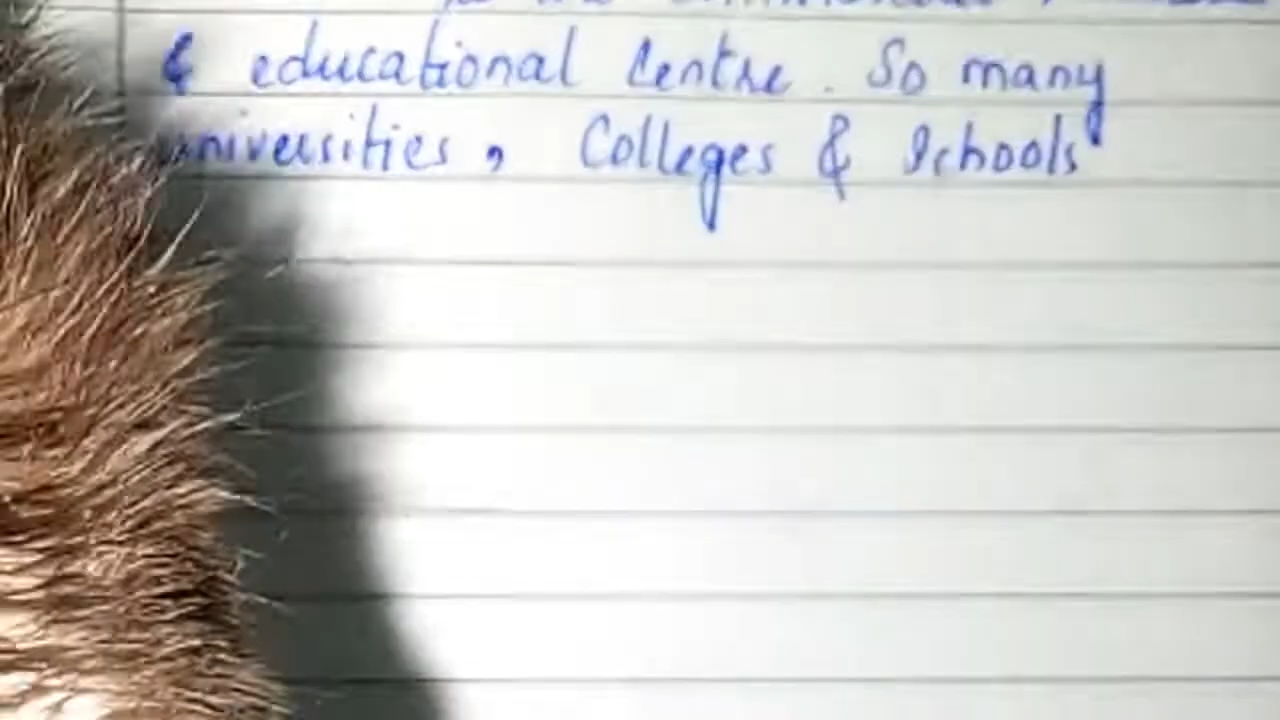 & educational Centre. So many
universities, Colleges & Schools